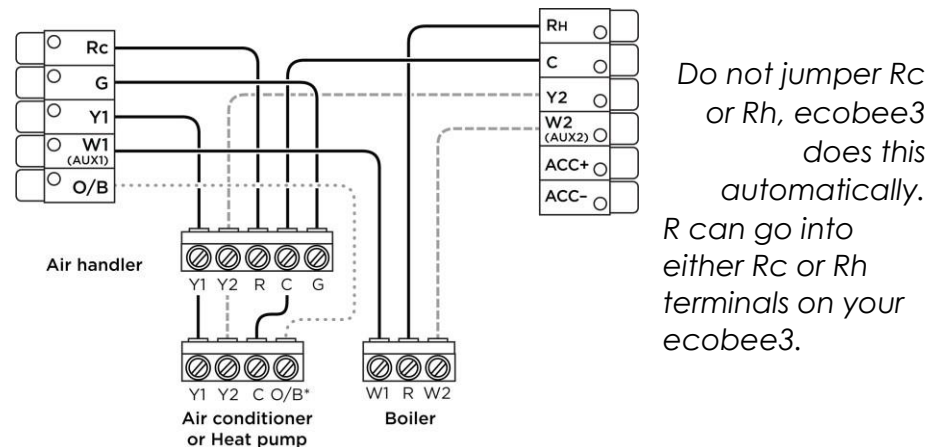 Rc
G
Y1
W1
(AUX1)
O/B
RH
C
Y2
W2
(AUX2)
ACC+
ACC-
Do not jumper Rc
or Rh, ecobee3
does this
automatically.
R can go into
either Rc or Rh
terminals on your
ecobee3.
Air handler
Y1 Y2 R C G
Y1 Y2 C O/B*
Air conditioner
or Heat pump
W1 R W2
Boiler